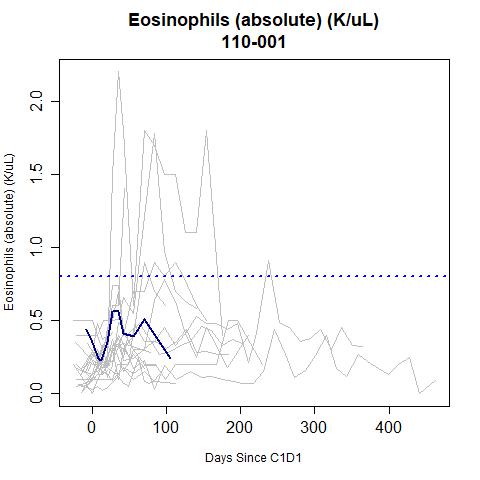 Eosinophils (absolute) (K/uL)
110-001
Eosinophils (absolute) (K/uL)
2.0
1.5
1.0
0.5
0.0
0 100 200 300 400
Days Since C1D1